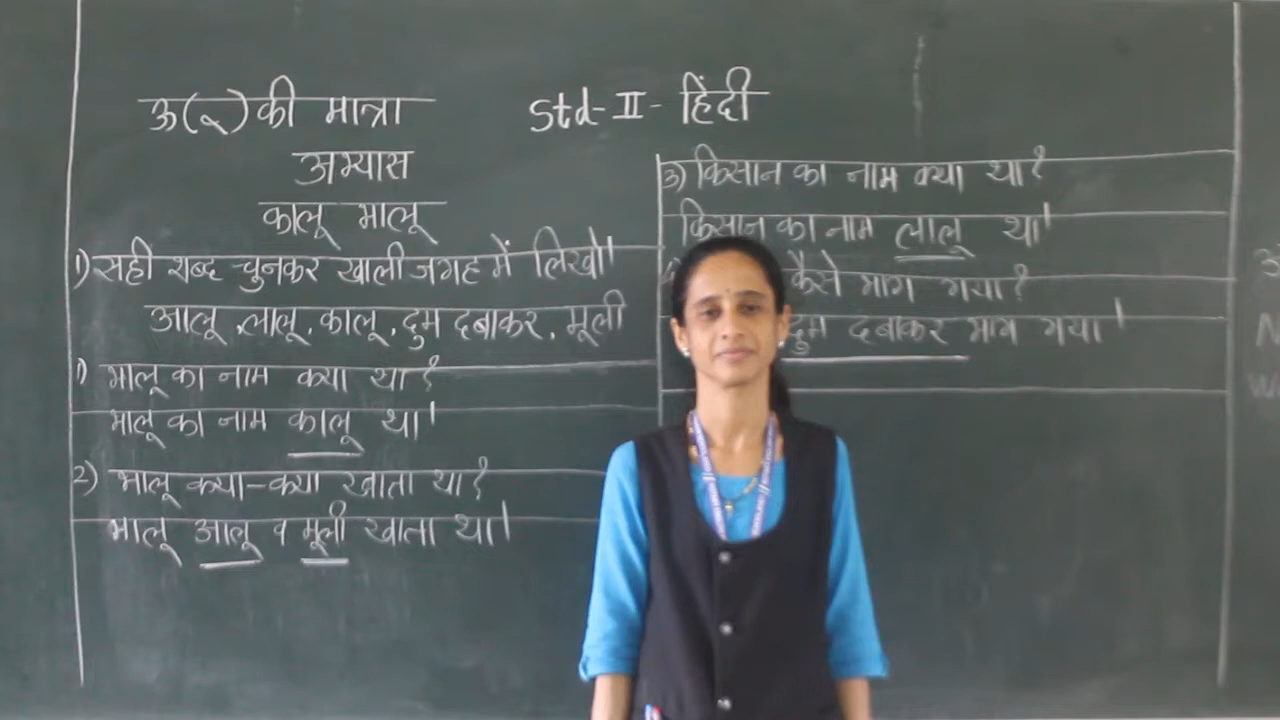 ऊ(ू) की मात्रा
Std-II- हिंदी
अभ्यास
कालू भालू
1) सही शब्द चुनकर खाली जगह में लिखो।
आलू, लालू, कालू, दुम दबाकर, मूली
1) भालू का नाम क्या था?
भालू का नाम कालू था।
2) भालू क्या-क्या खाता था?
भालू आलू व मूली खाता था।
3) किसान का नाम क्या था?
किसान का नाम लालू था।
कैसे भाग गया?
दुम दबाकर भाग गया।